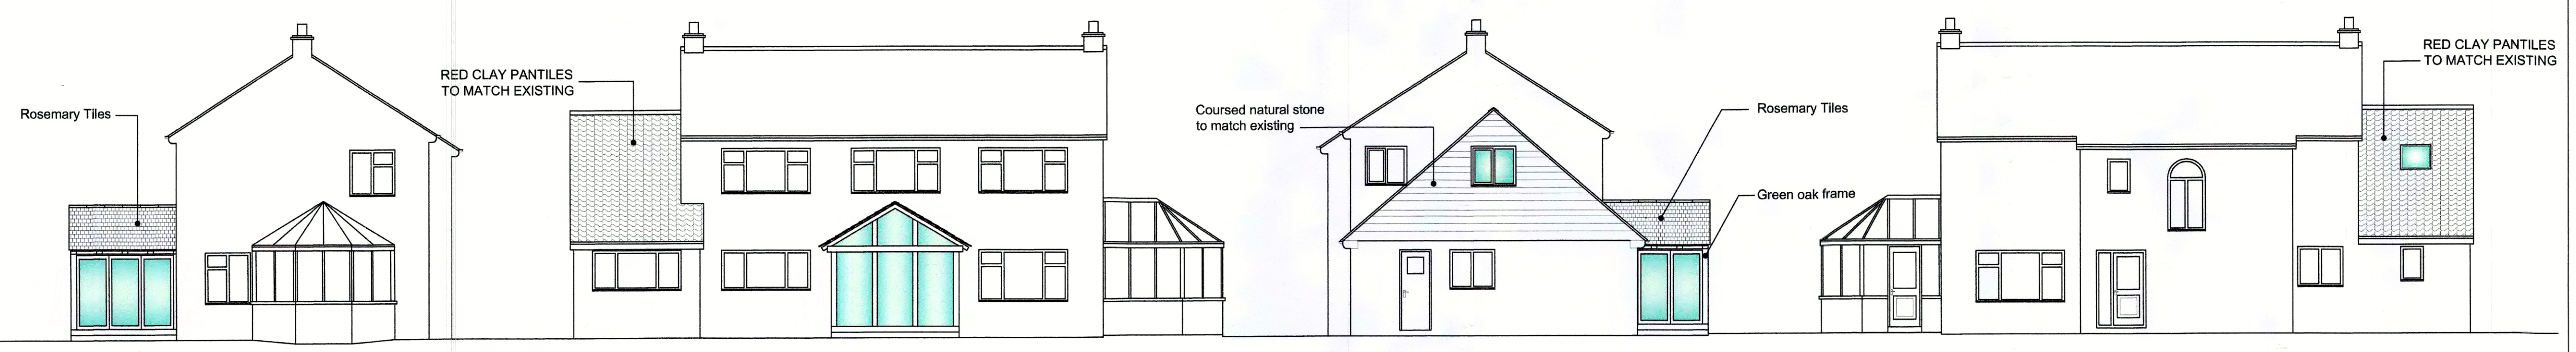 Rosemary Tiles
RED CLAY PANTILES
TO MATCH EXISTING
Coursed natural stone
to match existing
Rosemary Tiles
Green oak frame
RED CLAY PANTILES
TO MATCH EXISTING